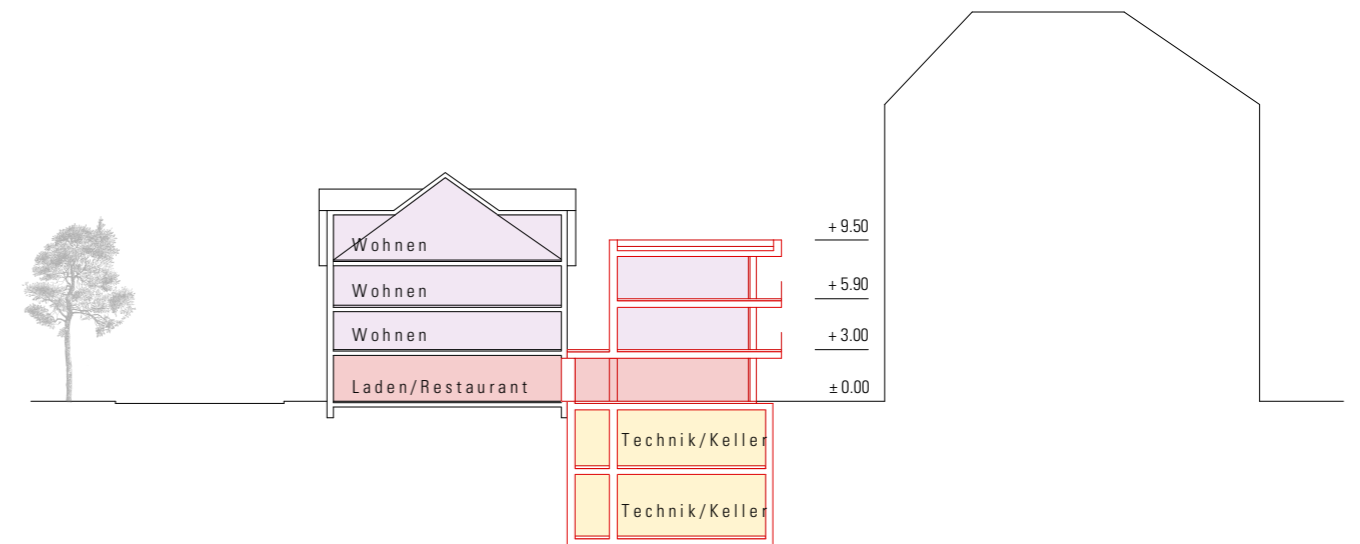 + 9.50
Wohnen
+ 5.90
Wohnen
+ 3.00
Wohnen
Laden/Restaurant
± 0.00
Technik/Keller
Technik/Keller